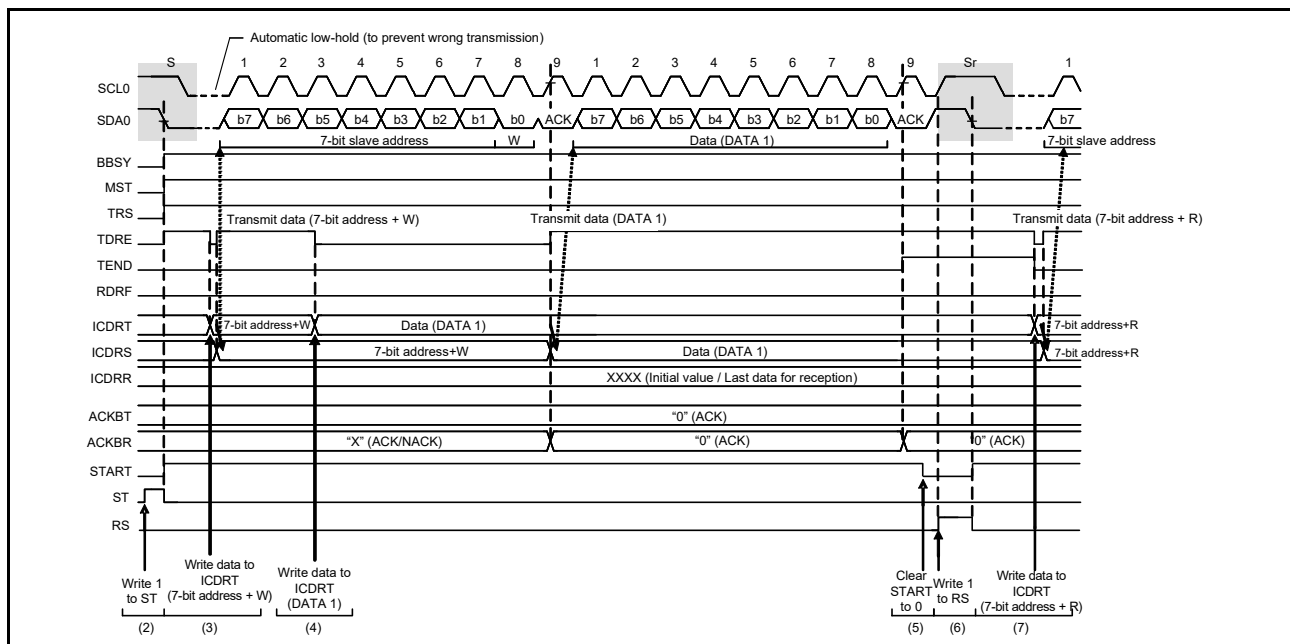 Automatic low-hold (to prevent wrong transmission)
S 1 2 3 4 5 6 7 8 9 1 2 3 4 5 6 7 8 9 Sr 1
SCL0
SDA0 b7 b6 b5 b4 b3 b2 b1 b0 ACK b7 b6 b5 b4 b3 b2 b1 b0 ACK b7
7-bit slave address W Data (DATA 1) 7-bit slave address
BBSY
MST
TRS
Transmit data (7-bit address + W) Transmit data (DATA 1) Transmit data (7-bit address + R)
TDRE
TEND
RDRF
ICDRT 7-bit address+W Data (DATA 1) 7-bit address+R
ICDRS 7-bit address+W Data (DATA 1) 7-bit address+R
ICDRR XXXX (Initial value / Last data for reception)
ACKBT “0” (ACK)
ACKBR “X” (ACK/NACK) “0” (ACK) “0” (ACK)
START
ST
RS
Write 1
to ST
Write data to
ICDRT
(7-bit address + W)
Write data to
ICDRT
(DATA 1)
Clear
START
to 0
Write 1
to RS
Write data to
ICDRT
(7-bit address + R)
(2) (3) (4) (5) (6) (7)